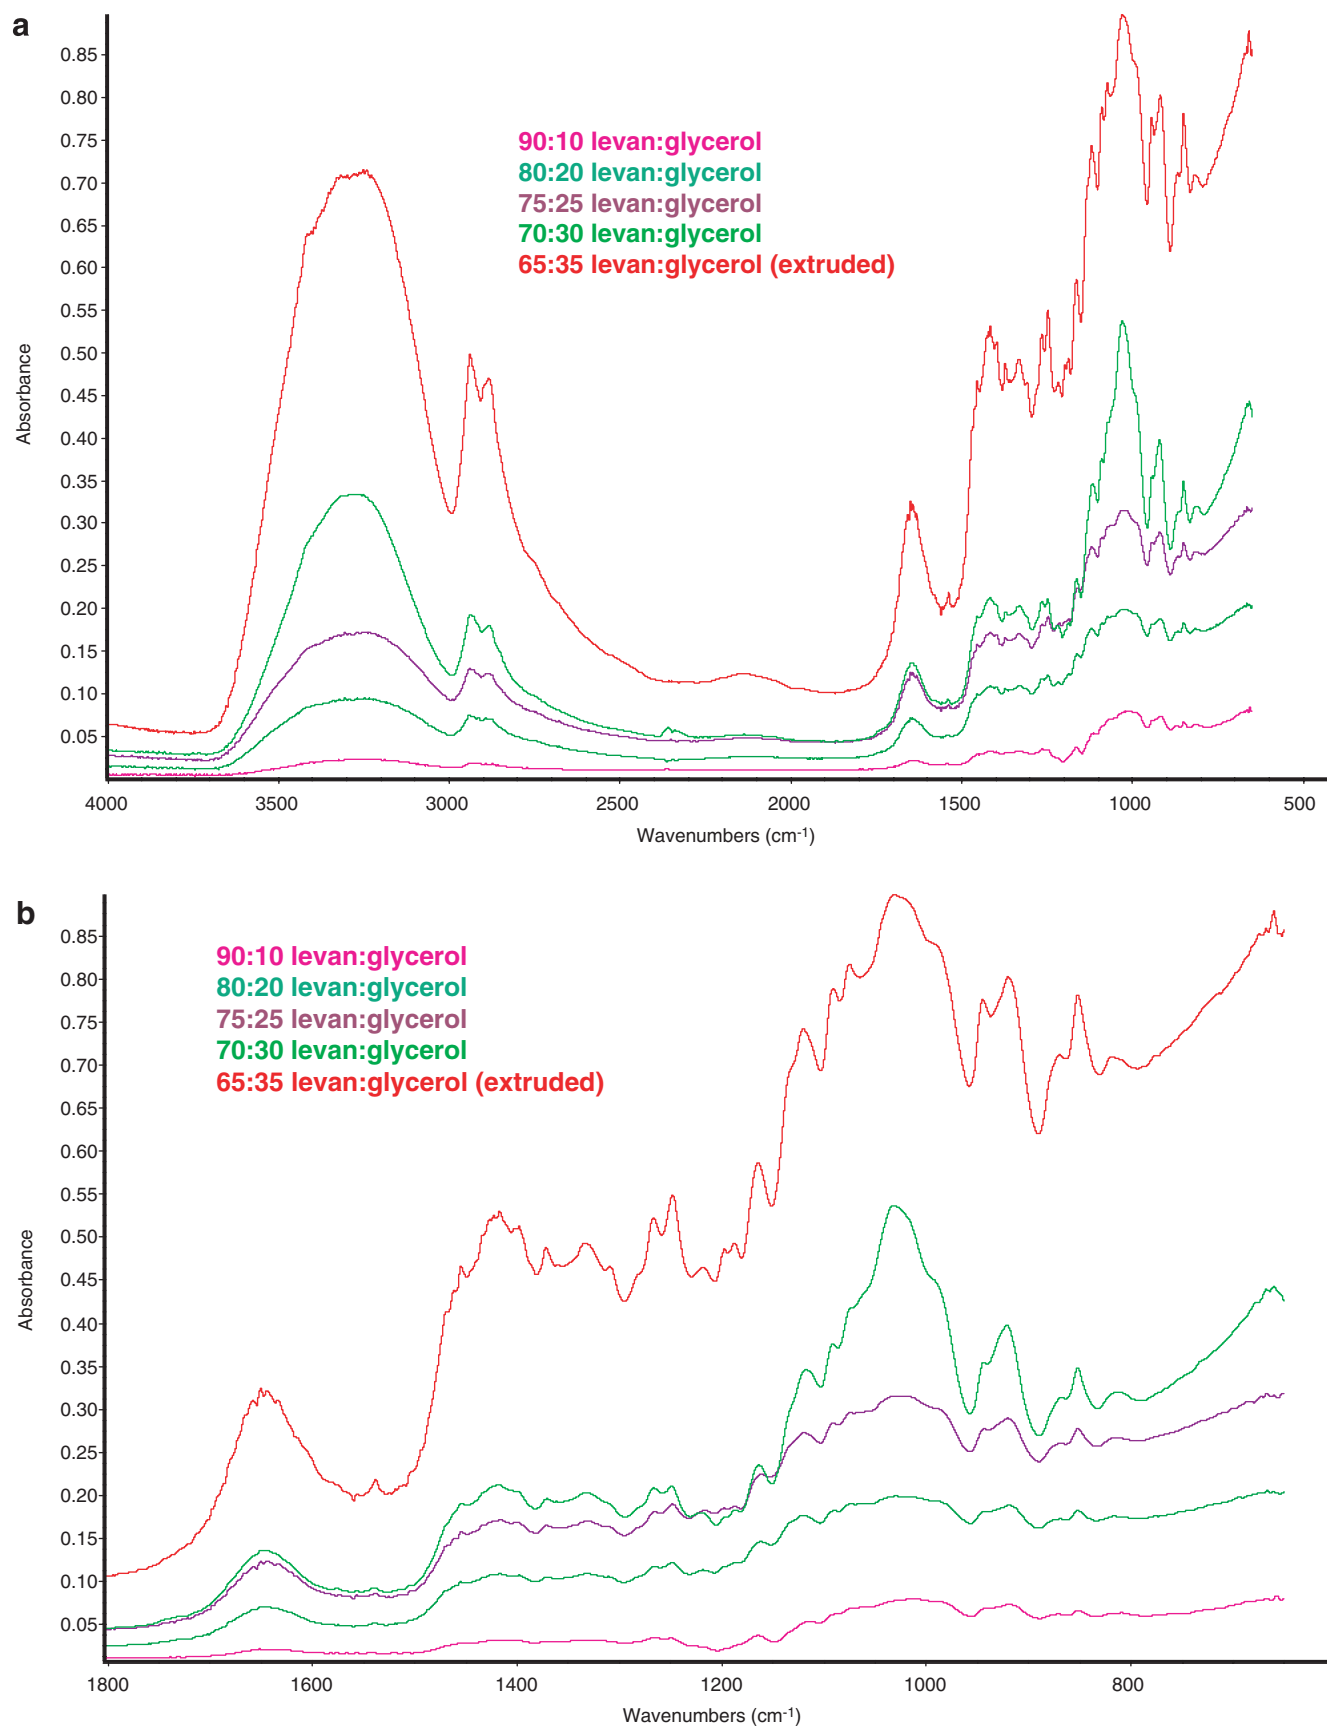 a
0.85
0.80
0.75
0.70
0.65
0.60
0.55
0.50
0.45
0.40
0.35
0.30
0.25
0.20
0.15
0.10
0.05
Absorbance
90:10 levan:glycerol
80:20 levan:glycerol
75:25 levan:glycerol
70:30 levan:glycerol
65:35 levan:glycerol (extruded)
4000 3500 3000 2500 2000 1500 1000 500
Wavenumbers (cm-1)
b
0.85
0.80
0.75
0.70
0.65
0.60
0.55
0.50
0.45
0.40
0.35
0.30
0.25
0.20
0.15
0.10
0.05
Absorbance
90:10 levan:glycerol
80:20 levan:glycerol
75:25 levan:glycerol
70:30 levan:glycerol
65:35 levan:glycerol (extruded)
1800 1600 1400 1200 1000 800
Wavenumbers (cm-1)